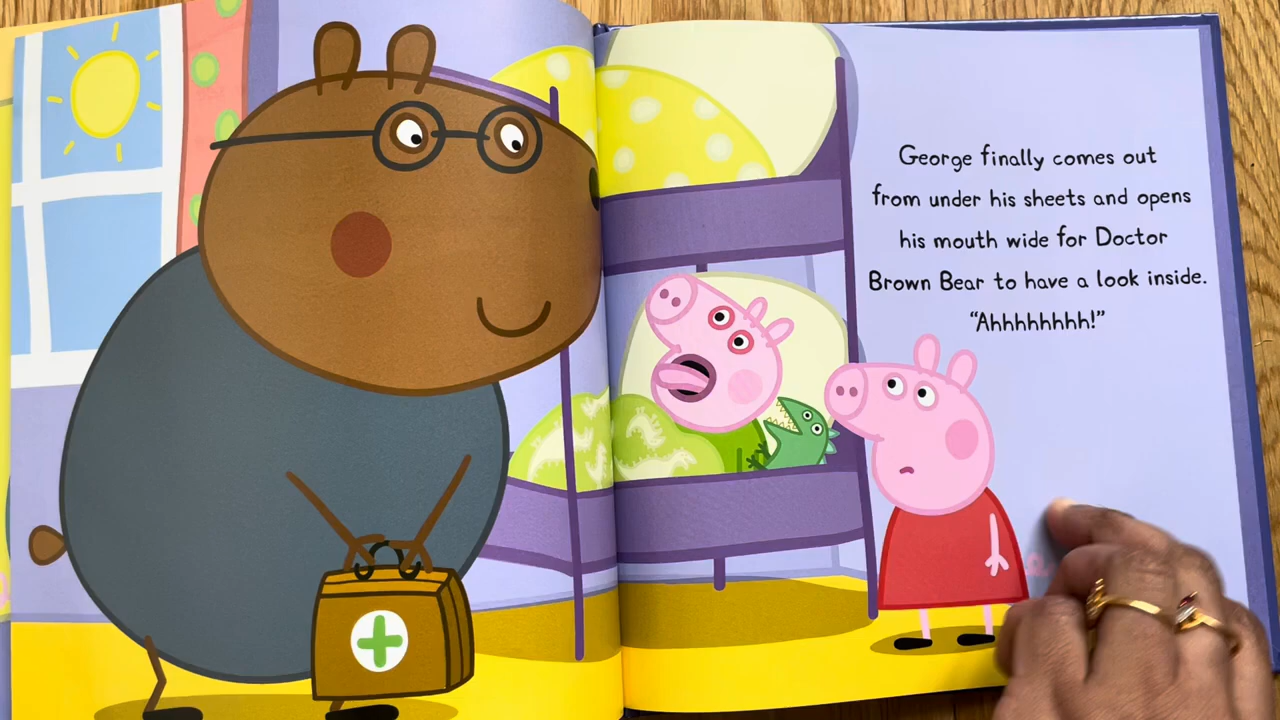 George finally comes out
from under his sheets and opens
his mouth wide for Doctor
Brown Bear to have a look inside.
“Ahhhhhhhh!”